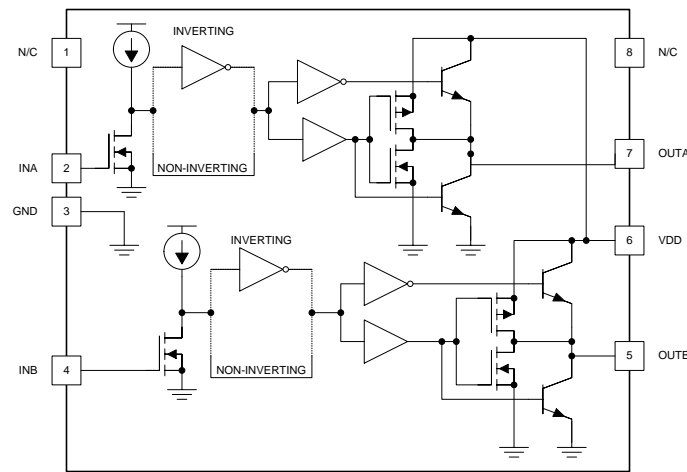 INVERTING
N/C 1
8 N/C
INA 2
NON-INVERTING
7 OUTA
GND 3
INVERTING
6 VDD
INB 4
NON-INVERTING
5 OUTB